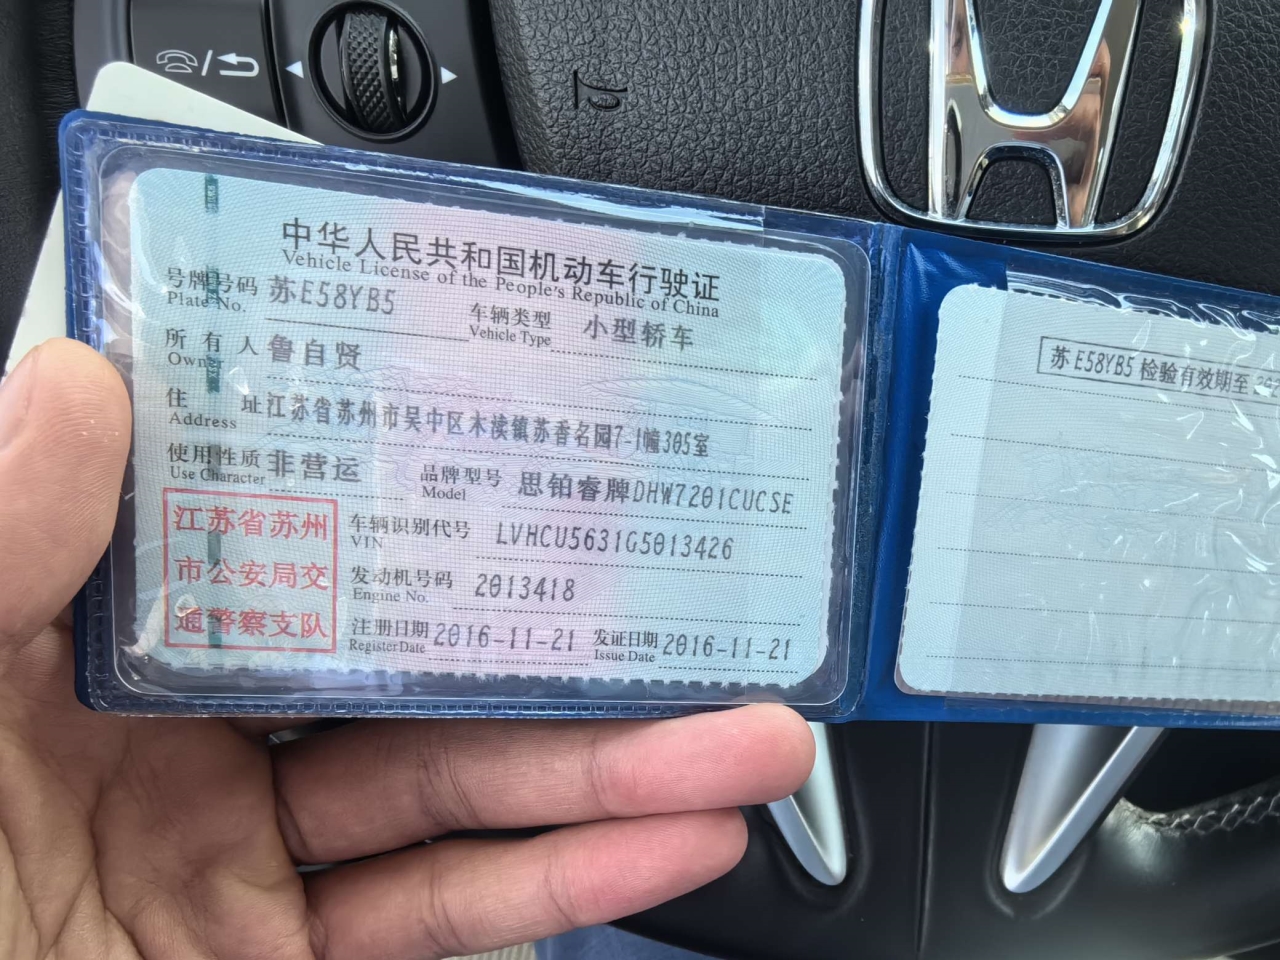 中华人民共和国机动车行驶证
Vehicle License of the People's Republic of China
号牌号码 苏E58YB5 车辆类型 小型轿车
Plate No. Vehicle Type
所有人 鲁自贤
Owner
住址 江苏省苏州市吴中区木渎镇苏香名园7-1幢305室
Address
使用性质 非营运 品牌型号 思铂睿牌DHW7201CUCSE
Use Character Model
江苏省苏州
市公安局交
通警察支队
车辆识别代号 LVHCU5631G5013426
VIN
发动机号码 2013418
Engine No.
注册日期 2016-11-21 发证日期 2016-11-21
Register Date Issue Date
苏E58YB5 检验有效期至